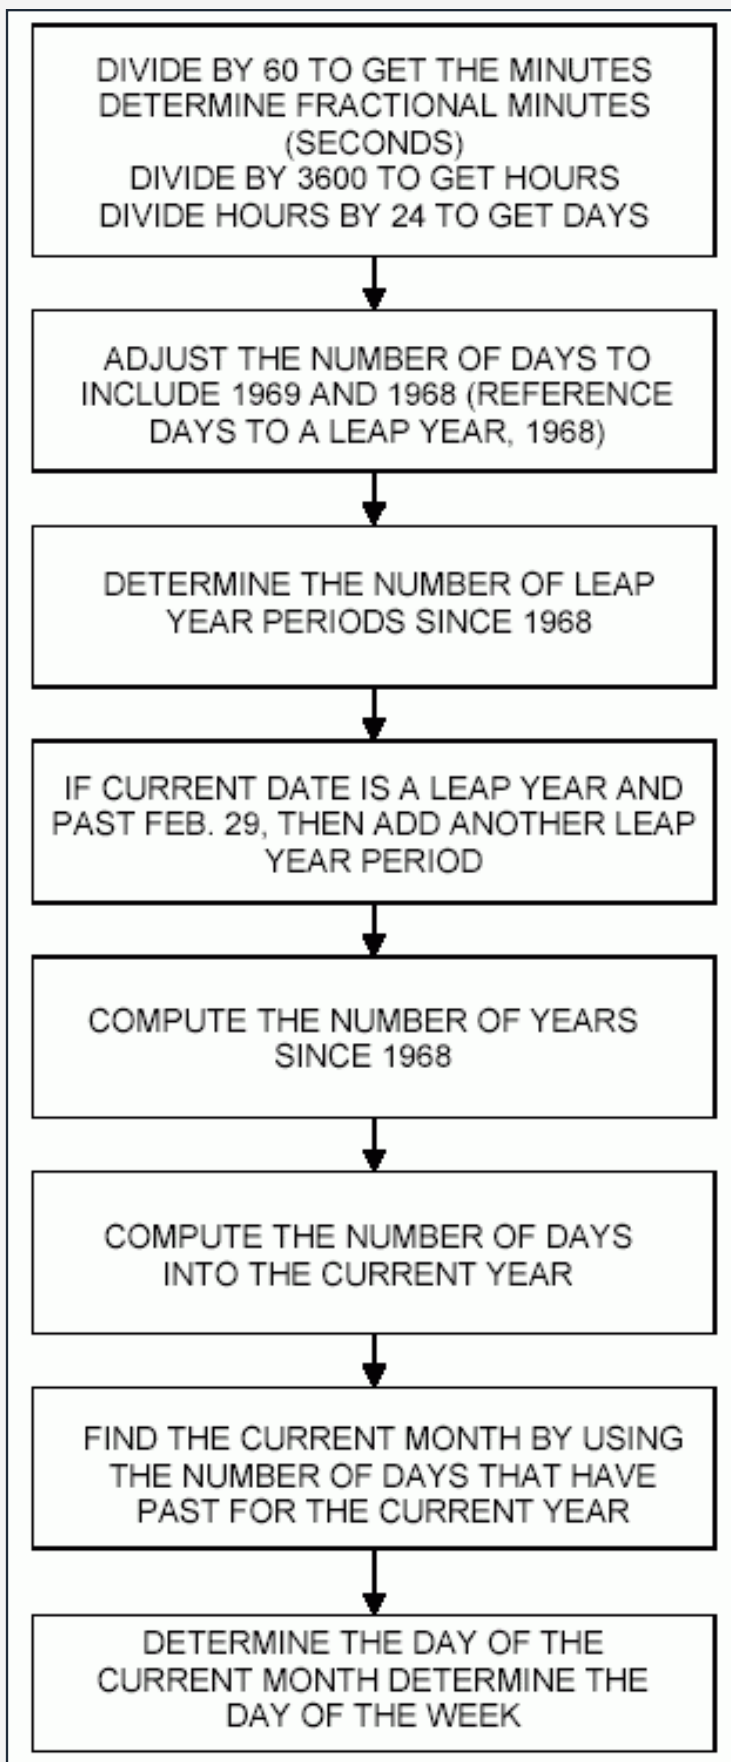 DIVIDE BY 60 TO GET THE MINUTES
DETERMINE FRACTIONAL MINUTES
(SECONDS)
DIVIDE BY 3600 TO GET HOURS
DIVIDE HOURS BY 24 TO GET DAYS
ADJUST THE NUMBER OF DAYS TO
INCLUDE 1969 AND 1968 (REFERENCE
DAYS TO A LEAP YEAR, 1968)
DETERMINE THE NUMBER OF LEAP
YEAR PERIODS SINCE 1968
IF CURRENT DATE IS A LEAP YEAR AND
PAST FEB. 29, THEN ADD ANOTHER LEAP
YEAR PERIOD
COMPUTE THE NUMBER OF YEARS
SINCE 1968
COMPUTE THE NUMBER OF DAYS
INTO THE CURRENT YEAR
FIND THE CURRENT MONTH BY USING
THE NUMBER OF DAYS THAT HAVE
PAST FOR THE CURRENT YEAR
DETERMINE THE DAY OF THE
CURRENT MONTH DETERMINE THE
DAY OF THE WEEK